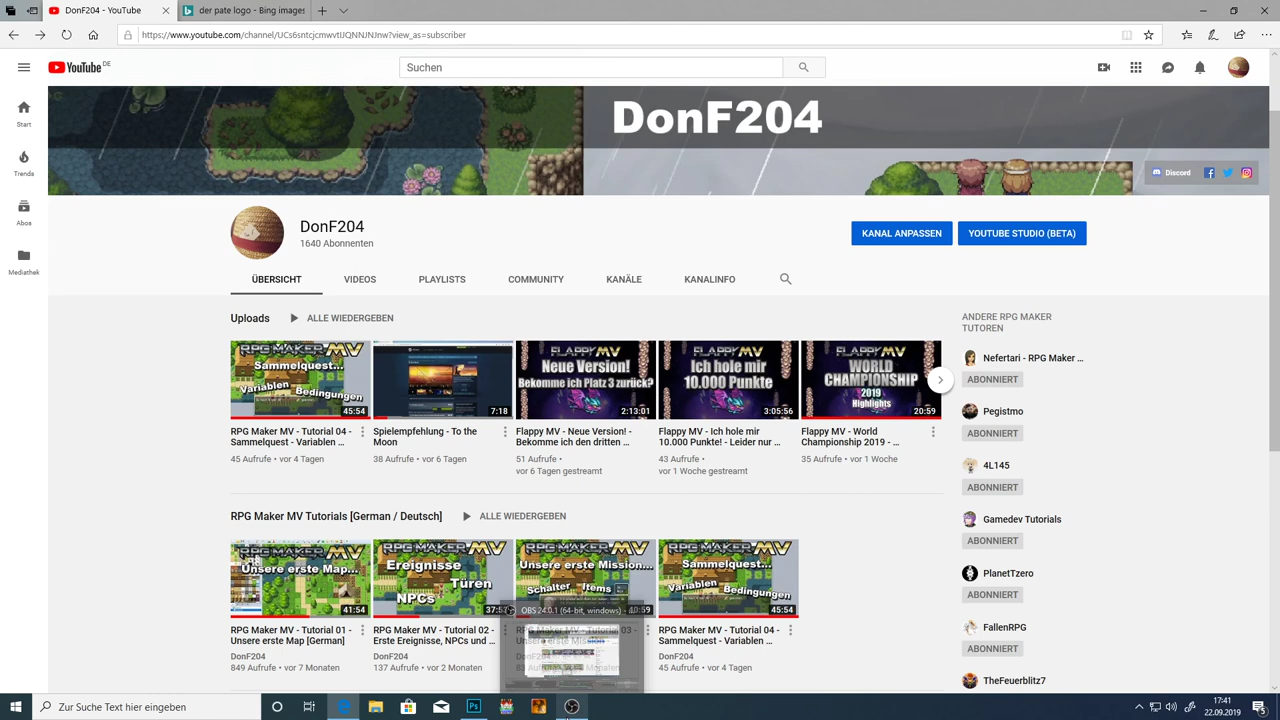 DonF204 - YouTube
der pate logo - Bing images
https://www.youtube.com/channel/UCs6sntcjcmwvtIJQNNJNJnw?view_as=subscriber
YouTube DE
Suchen
DonF204
Discord
Start
Trends
Abos
Mediathek
DonF204
1640 Abonnenten
KANAL ANPASSEN
YOUTUBE STUDIO (BETA)
ÜBERSICHT
VIDEOS
PLAYLISTS
COMMUNITY
KANÄLE
KANALINFO
Uploads
ALLE WIEDERGEBEN
RPG MAKER MV
Sammelquest...
Variablen
Bedingungen
45:54
RPG Maker MV - Tutorial 04 -
Sammelquest - Variablen ...
45 Aufrufe • vor 4 Tagen
7:18
Spielempfehlung - To the
Moon
38 Aufrufe • vor 6 Tagen
FLAPPY MV
Neue Version!
Bekomme ich Platz 3 zurück?
2:13:01
Flappy MV - Neue Version! -
Bekomme ich den dritten ...
51 Aufrufe •
vor 6 Tagen gestreamt
FLAPPY MV
Ich hole mir
10.000 Punkte
3:05:56
Flappy MV - Ich hole mir
10.000 Punkte! - Leider nur ...
43 Aufrufe •
vor 1 Woche gestreamt
FLAPPY MV
WORLD
CHAMPIONSHIP
2019
Highlights
20:59
Flappy MV - World
Championship 2019 - ...
35 Aufrufe • vor 1 Woche
RPG Maker MV Tutorials [German / Deutsch]
ALLE WIEDERGEBEN
RPG MAKER MV
Unsere erste Map...
41:54
RPG Maker MV - Tutorial 01 -
Unsere erste Map [German]
DonF204
849 Aufrufe • vor 7 Monaten
RPG MAKER MV
Ereignisse
Türen
NPCs
RPG Maker MV - Tutorial 02 -
Erste Ereignisse, NPCs und ...
DonF204
137 Aufrufe • vor 2 Monaten
RPG MAKER MV
Unsere erste Mission...
Schalter
Items
OBS 24.0.1 (64-bit, windows) -
RPG Maker MV - Tutorial 03 -
Unsere erste Mission
DonF204
RPG MAKER MV
Sammelquest...
Variablen
Bedingungen
45:54
RPG Maker MV - Tutorial 04 -
Sammelquest - Variablen ...
DonF204
45 Aufrufe • vor 4 Tagen
ANDERE RPG MAKER
TUTOREN
Nefertari - RPG Maker ...
ABONNIERT
Pegistmo
ABONNIERT
4L145
ABONNIERT
Gamedev Tutorials
ABONNIERT
PlanetTzero
ABONNIERT
FallenRPG
ABONNIERT
TheFeuerblitz7
Zur Suche Text hier eingeben
Ps
17:41
22.09.2019
5